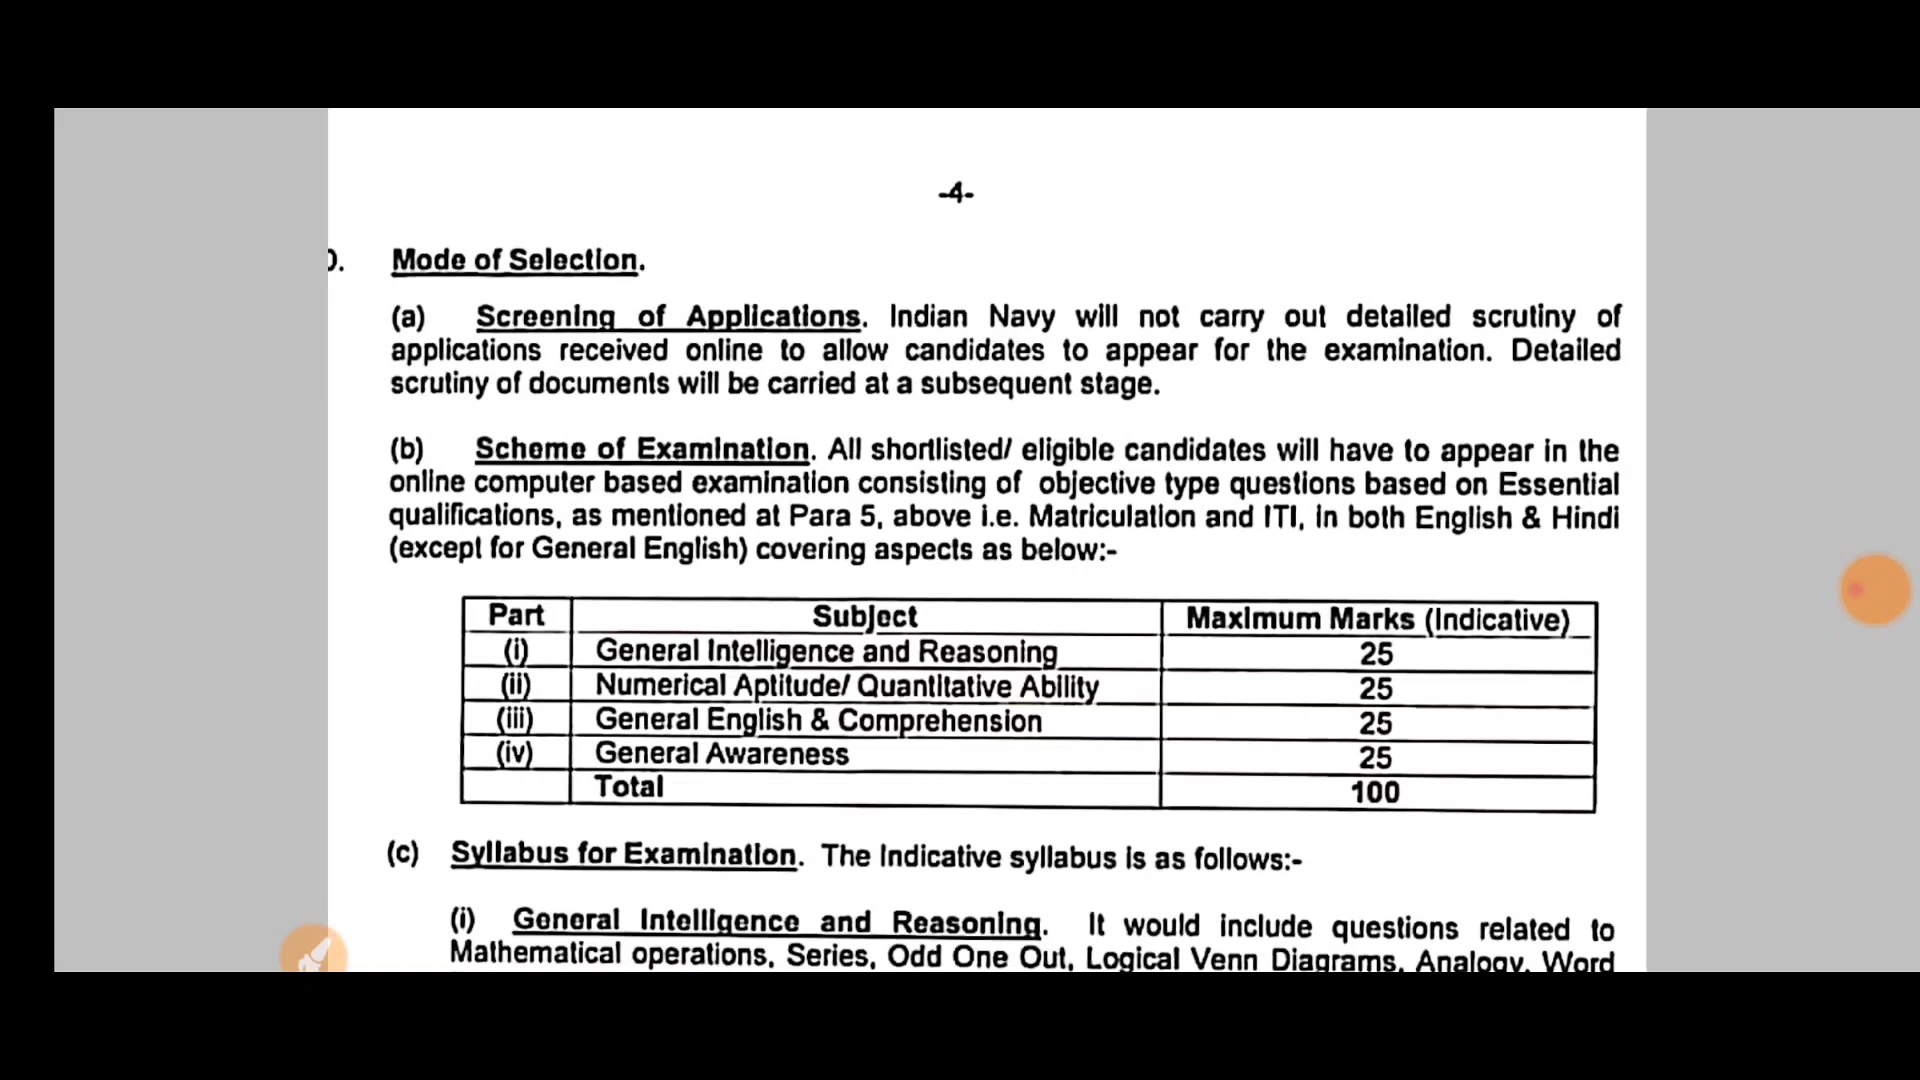 -4-
Mode of Selection.
(a) Screening of Applications. Indian Navy will not carry out detailed scrutiny of
applications received online to allow candidates to appear for the examination. Detailed
scrutiny of documents will be carried at a subsequent stage.
(b) Scheme of Examination. All shortlisted/ eligible candidates will have to appear in the
online computer based examination consisting of objective type questions based on Essential
qualifications, as mentioned at Para 5, above i.e. Matriculation and ITI, in both English & Hindi
(except for General English) covering aspects as below:-
Part Subject Maximum Marks (Indicative)
(i) General Intelligence and Reasoning 25
(ii) Numerical Aptitude/ Quantitative Ability 25
(iii) General English & Comprehension 25
(iv) General Awareness 25
Total 100
(c) Syllabus for Examination. The Indicative syllabus is as follows:-
(i) General Intelligence and Reasoning. It would include questions related to
Mathematical operations, Series, Odd One Out, Logical Venn Diagrams, Analogy, Word